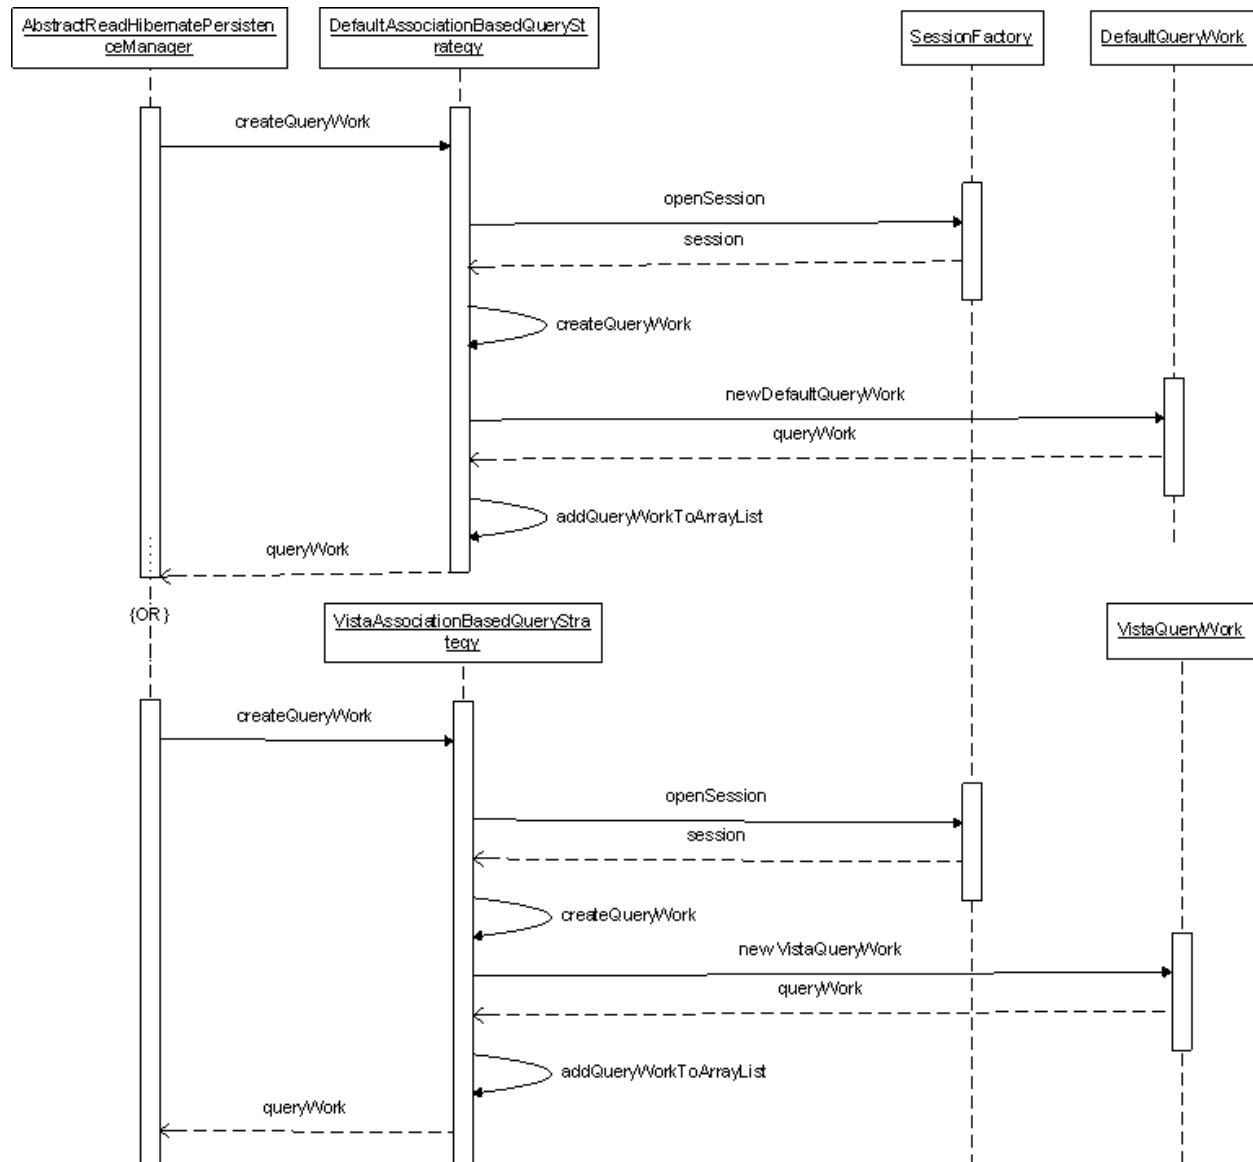 AbstractReadHibernatePersisten
ceManager
DefaultAssociationBasedQuerySt
rategy
SessionFactory
DefaultQueryWork
createQueryWork
openSession
session
createQueryWork
newDefaultQueryWork
queryWork
addQueryWorkToArrayList
queryWork
{OR}
VistaAssociationBasedQueryStra
tegy
VistaQueryWork
createQueryWork
openSession
session
createQueryWork
new VistaQueryWork
queryWork
addQueryWorkToArrayList
queryWork